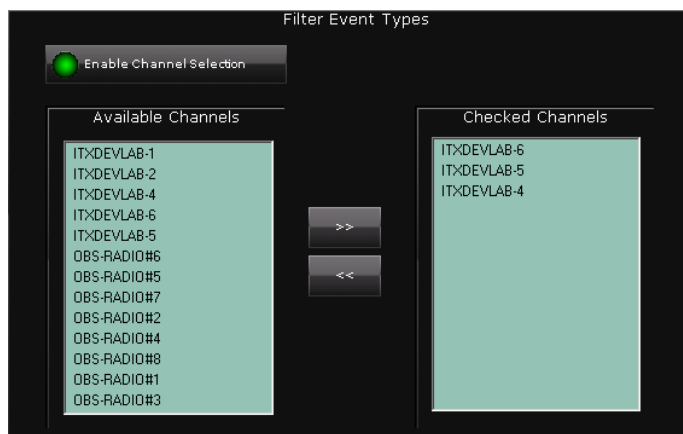 Filter Event Types
Enable Channel Selection
Available Channels
ITXDEVLAB-1
ITXDEVLAB-2
ITXDEVLAB-4
ITXDEVLAB-6
ITXDEVLAB-5
OBS-RADIO#6
OBS-RADIO#5
OBS-RADIO#7
OBS-RADIO#2
OBS-RADIO#4
OBS-RADIO#8
OBS-RADIO#1
OBS-RADIO#3
>>
<<
Checked Channels
ITXDEVLAB-6
ITXDEVLAB-5
ITXDEVLAB-4